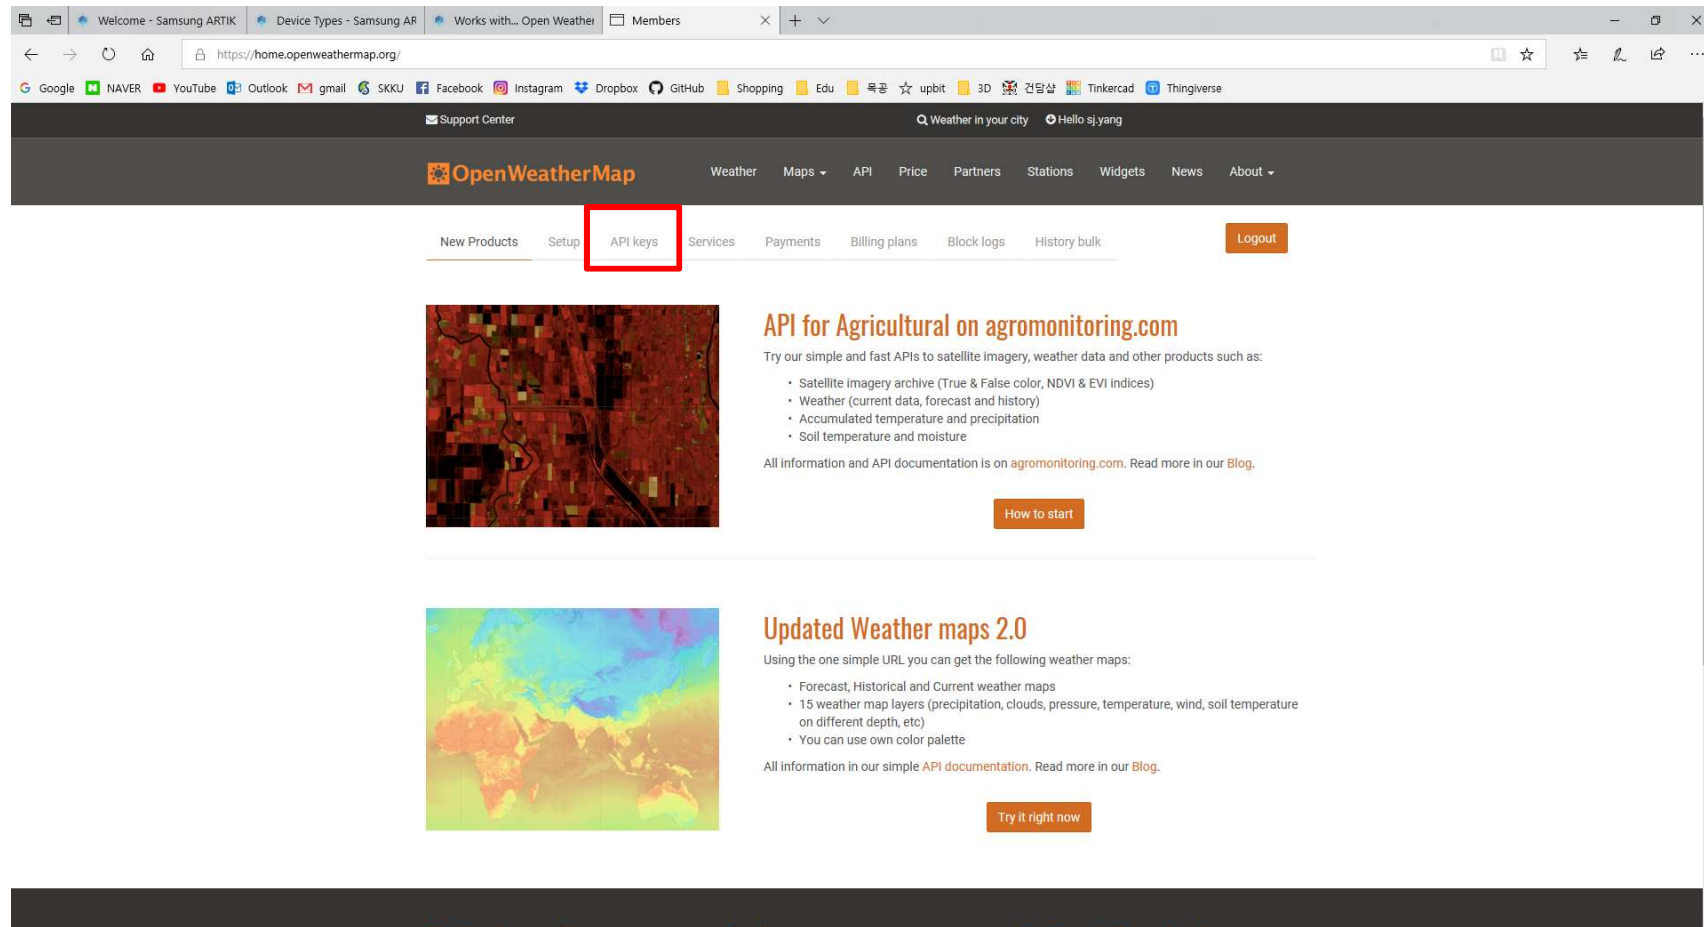 Welcome - Samsung ARTIK
Device Types - Samsung AR
Works with... Open Weather
Members
https://home.openweathermap.org/
Google NAVER YouTube Outlook gmail SKKU Facebook Instagram Dropbox GitHub Shopping Edu 목공 upbit 3D 건담샵 Tinkercad Thingiverse
Support Center
Weather in your city Hello sj.yang
OpenWeatherMap
Weather Maps API Price Partners Stations Widgets News About
New Products Setup API keys Services Payments Billing plans Block logs History bulk
Logout
API for Agricultural on agromonitoring.com
Try our simple and fast APIs to satellite imagery, weather data and other products such as:
• Satellite imagery archive (True & False color, NDVI & EVI indices)
• Weather (current data, forecast and history)
• Accumulated temperature and precipitation
• Soil temperature and moisture
All information and API documentation is on agromonitoring.com. Read more in our Blog.
How to start
Updated Weather maps 2.0
Using the one simple URL you can get the following weather maps:
• Forecast, Historical and Current weather maps
• 15 weather map layers (precipitation, clouds, pressure, temperature, wind, soil temperature
on different depth, etc)
• You can use own color palette
All information in our simple API documentation. Read more in our Blog.
Try it right now